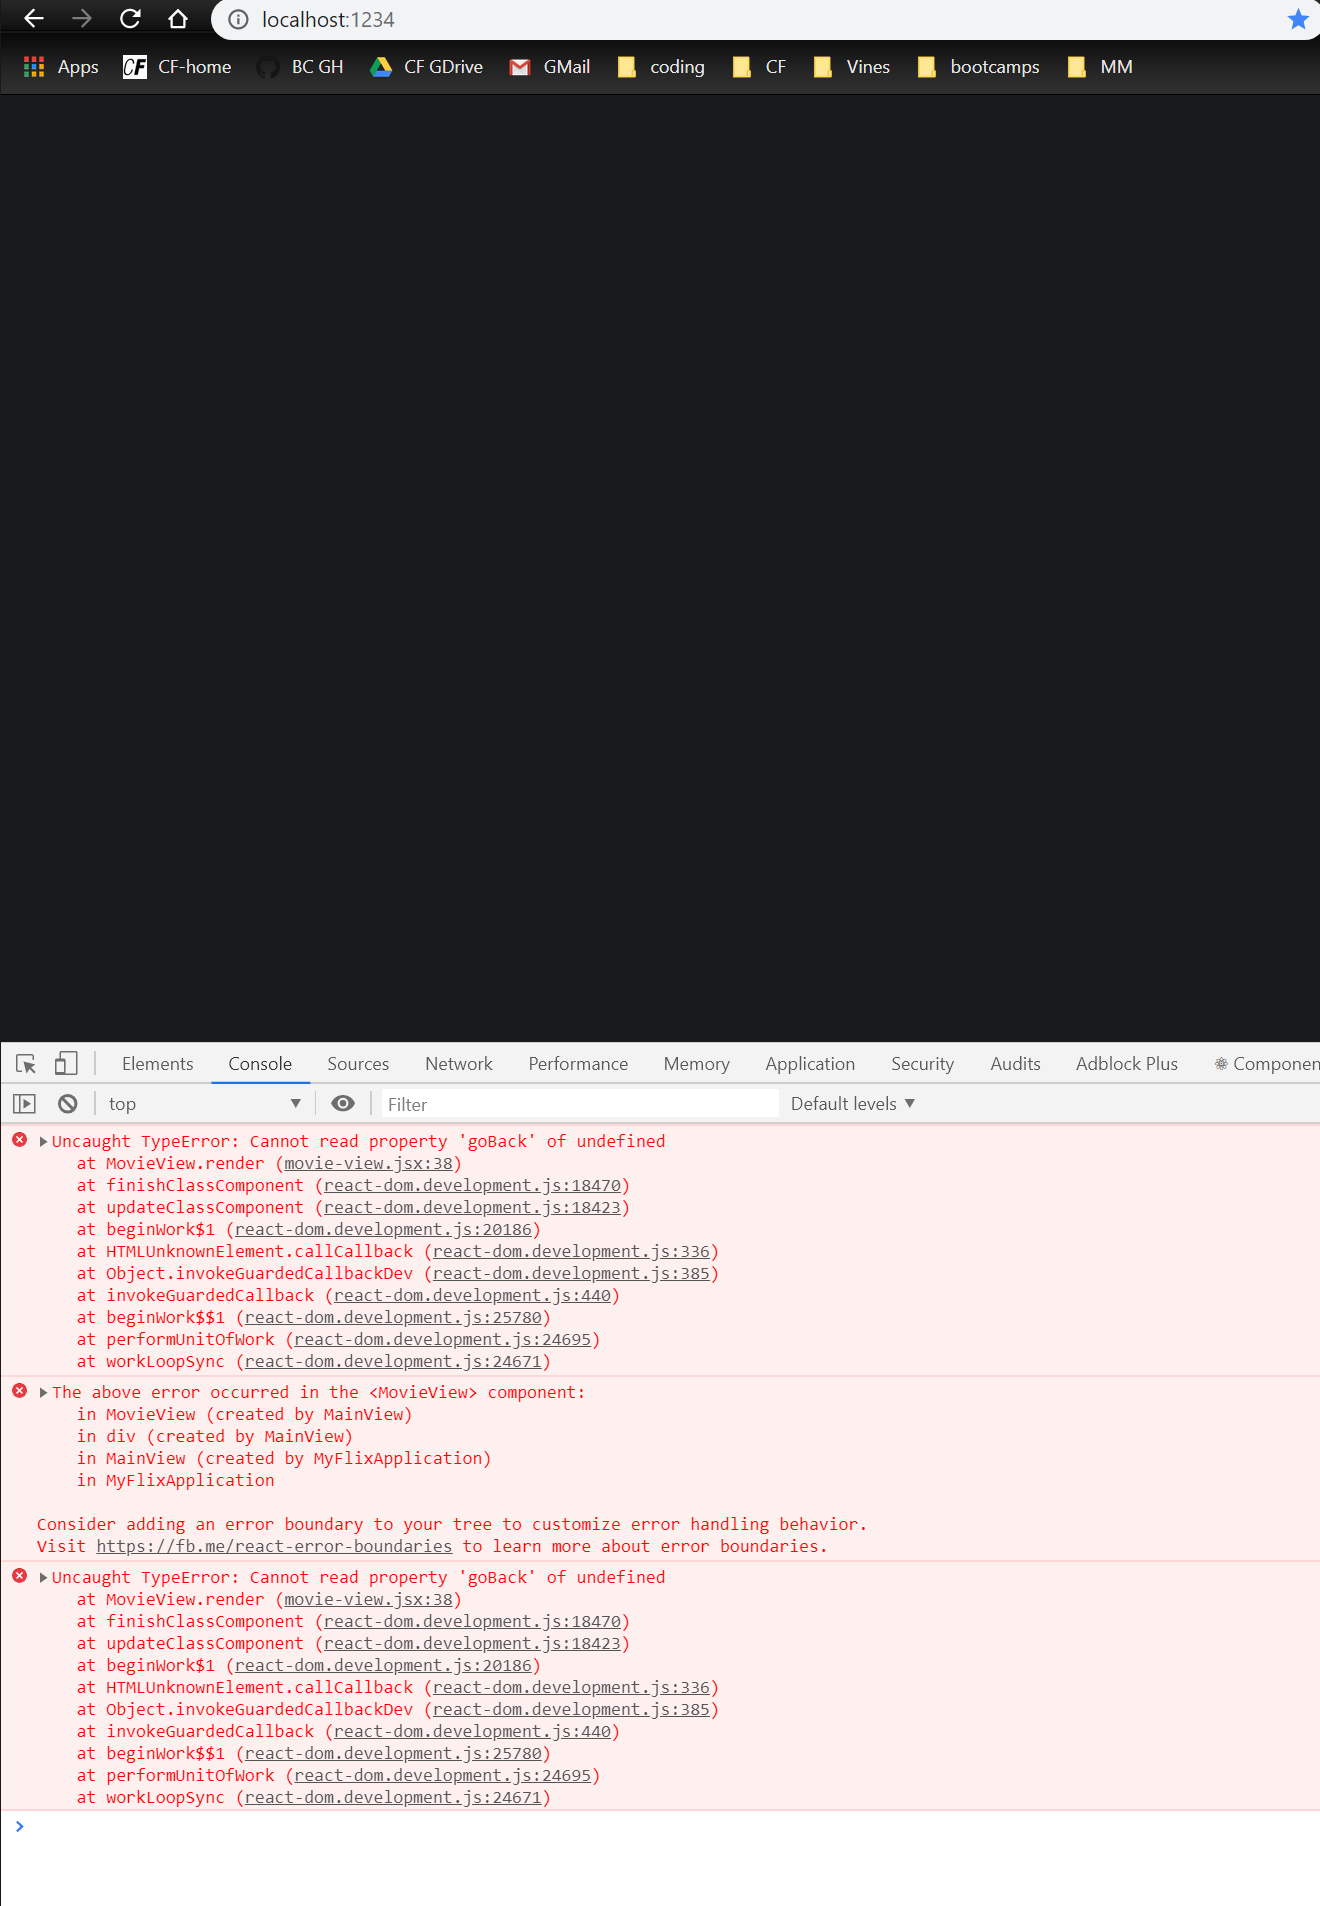 localhost:1234
Apps CF CF-home BC GH CF GDrive GMail coding CF Vines bootcamps MM
Elements Console Sources Network Performance Memory Application Security Audits Adblock Plus Componen
top Filter Default levels
Uncaught TypeError: Cannot read property 'goBack' of undefined
at MovieView.render (movie-view.jsx:38)
at finishClassComponent (react-dom.development.js:18470)
at updateClassComponent (react-dom.development.js:18423)
at beginWork$1 (react-dom.development.js:20186)
at HTMLUnknownElement.callCallback (react-dom.development.js:336)
at Object.invokeGuardedCallbackDev (react-dom.development.js:385)
at invokeGuardedCallback (react-dom.development.js:440)
at beginWork$$1 (react-dom.development.js:25780)
at performUnitOfWork (react-dom.development.js:24695)
at workLoopSync (react-dom.development.js:24671)
The above error occurred in the <MovieView> component:
in MovieView (created by MainView)
in div (created by MainView)
in MainView (created by MyFlixApplication)
in MyFlixApplication
Consider adding an error boundary to your tree to customize error handling behavior.
Visit https://fb.me/react-error-boundaries to learn more about error boundaries.
Uncaught TypeError: Cannot read property 'goBack' of undefined
at MovieView.render (movie-view.jsx:38)
at finishClassComponent (react-dom.development.js:18470)
at updateClassComponent (react-dom.development.js:18423)
at beginWork$1 (react-dom.development.js:20186)
at HTMLUnknownElement.callCallback (react-dom.development.js:336)
at Object.invokeGuardedCallbackDev (react-dom.development.js:385)
at invokeGuardedCallback (react-dom.development.js:440)
at beginWork$$1 (react-dom.development.js:25780)
at performUnitOfWork (react-dom.development.js:24695)
at workLoopSync (react-dom.development.js:24671)